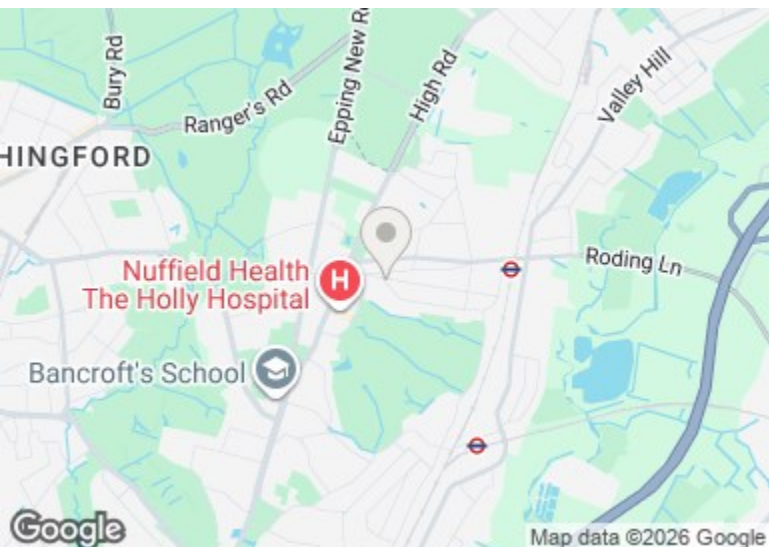 Bury Rd
Ranger's Rd
Epping New R
High Rd
Valley Hill
HINGFORD
Nuffield Health
The Holly Hospital
H
Roding Ln
Bancroft's School
Google
Map data ©2026 Google